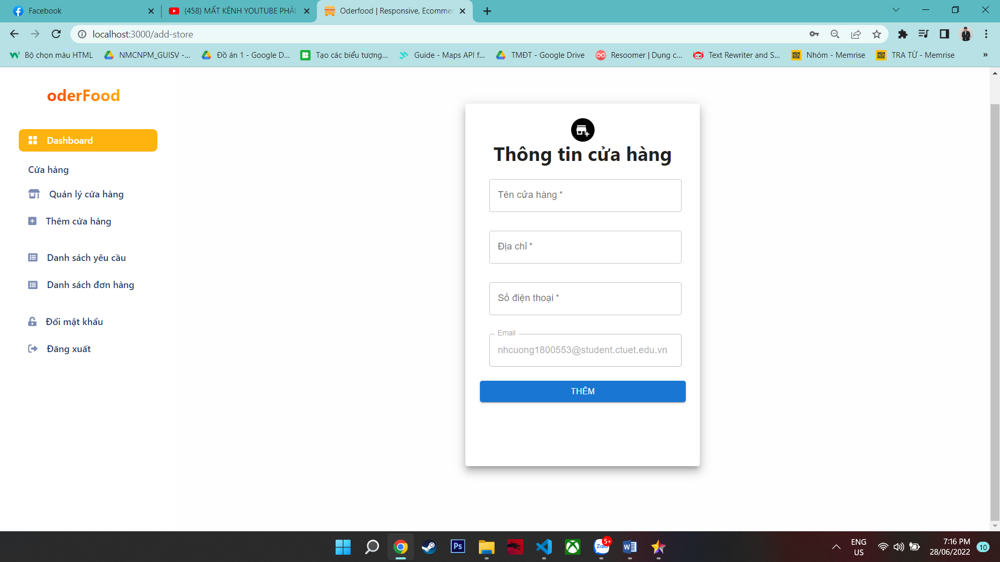 Facebook
(458) MẤT KÊNH YOUTUBE PHẢI
Oderfood | Responsive, Ecommer
localhost:3000/add-store
Bộ chọn màu HTML
NMCNPM_GUISV -...
Đồ án 1 - Google D...
Tạo các biểu tượng...
Guide - Maps API f...
TMĐT - Google Drive
Resoomer | Dụng c...
Text Rewriter and S...
Nhóm - Memrise
TRA TỪ - Memrise
»
oderFood
Dashboard
Cửa hàng
Quản lý cửa hàng
Thêm cửa hàng
Danh sách yêu cầu
Danh sách đơn hàng
Đổi mật khẩu
Đăng xuất
Thông tin cửa hàng
Tên cửa hàng *
Địa chỉ *
Số điện thoại *
Email
nhcuong1800553@student.ctuet.edu.vn
THÊM
Ps
Zalo
5+
W
ENG
US
7:16 PM
28/06/2022
10